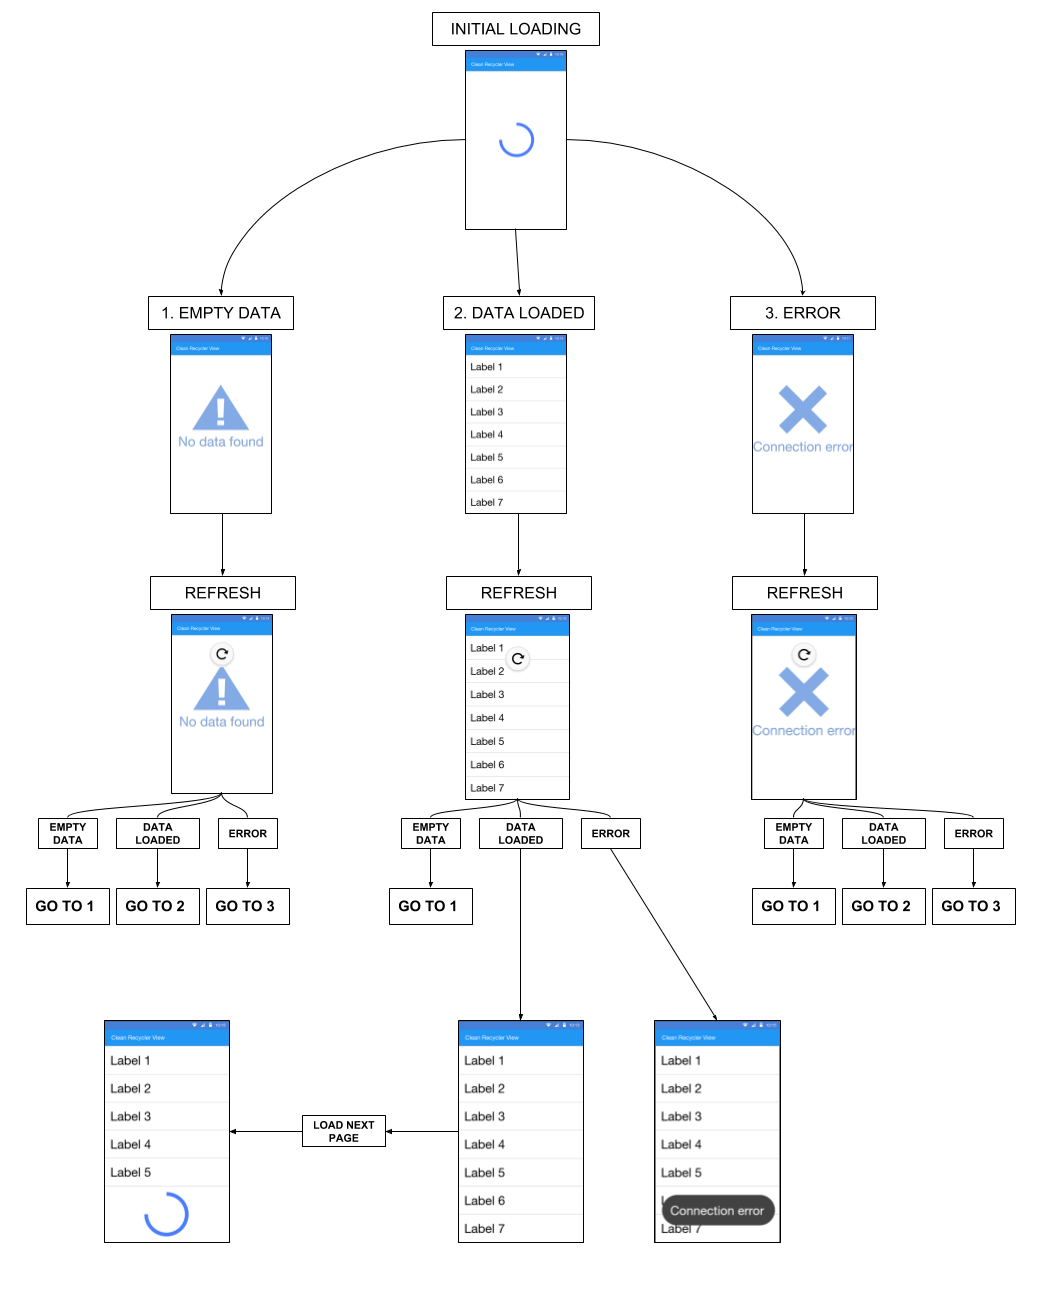 INITIAL LOADING
Clean Recycler View
1. EMPTY DATA
2. DATA LOADED
3. ERROR
Clean Recycler View
No data found
Clean Recycler View
Label 1
Label 2
Label 3
Label 4
Label 5
Label 6
Label 7
Clean Recycler View
Connection error
REFRESH
REFRESH
REFRESH
Clean Recycler View
No data found
Clean Recycler View
Label 1
Label 2
Label 3
Label 4
Label 5
Label 6
Label 7
Clean Recycler View
Connection error
EMPTY
DATA
DATA
LOADED
ERROR
EMPTY
DATA
DATA
LOADED
ERROR
EMPTY
DATA
DATA
LOADED
ERROR
GO TO 1
GO TO 2
GO TO 3
GO TO 1
GO TO 1
GO TO 2
GO TO 3
Clean Recycler View
Label 1
Label 2
Label 3
Label 4
Label 5
LOAD NEXT
PAGE
Clean Recycler View
Label 1
Label 2
Label 3
Label 4
Label 5
Label 6
Label 7
Clean Recycler View
Label 1
Label 2
Label 3
Label 4
Label 5
Connection error
Label 7